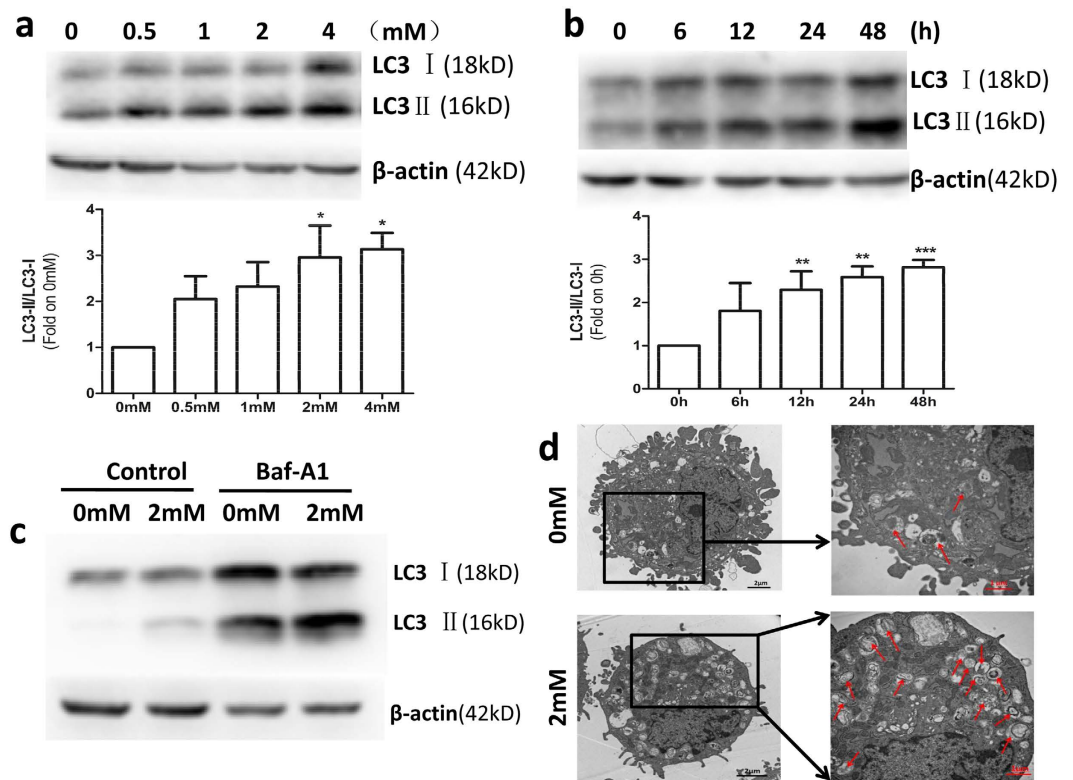 a
0 0.5 1 2 4 （mM）
LC3 Ⅰ (18kD)
LC3 Ⅱ (16kD)
β-actin (42kD)
LC3-II/LC3-I
(Fold on 0mM)
4
3
2
1
0
* *
0mM 0.5mM 1mM 2mM 4mM
b
0 6 12 24 48 (h)
LC3 Ⅰ (18kD)
LC3 Ⅱ (16kD)
β-actin(42kD)
LC3-II/LC3-I
(Fold on 0h)
4
3
2
1
0
** ** ***
0h 6h 12h 24h 48h
c
Control Baf-A1
0mM 2mM 0mM 2mM
LC3 Ⅰ (18kD)
LC3 Ⅱ (16kD)
β-actin(42kD)
d
0mM
2μm
2mM
2μm